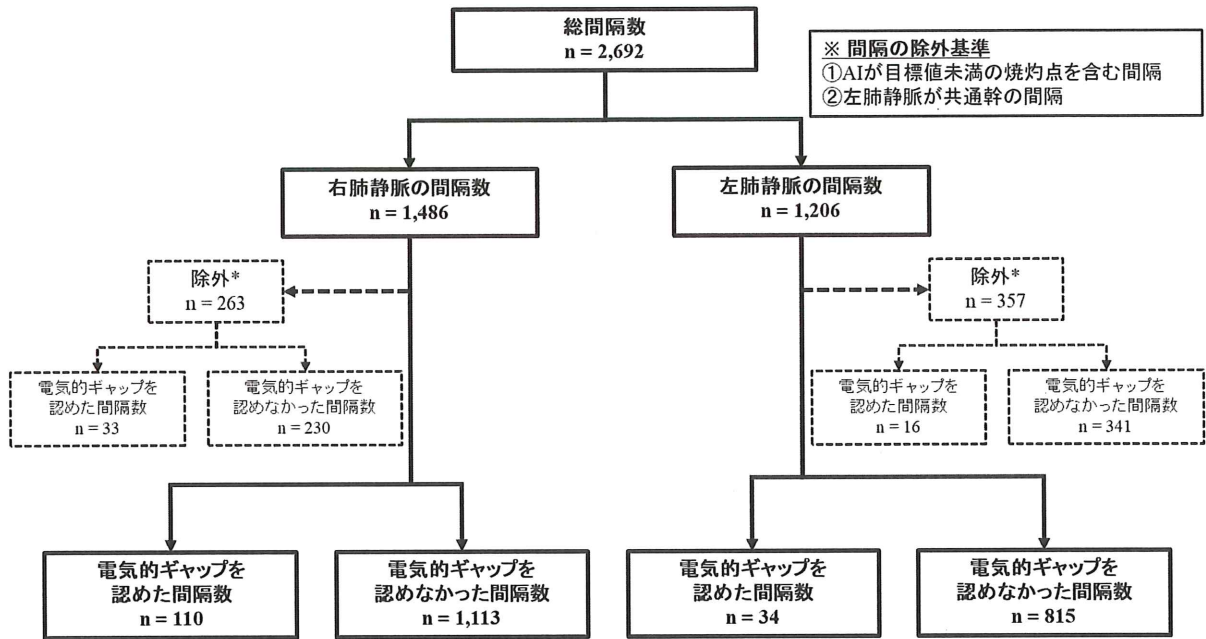 総間隔数
n = 2,692
※ 間隔の除外基準
①AIが目標値未満の焼灼点を含む間隔
②左肺静脈が共通幹の間隔
右肺静脈の間隔数
n = 1,486
左肺静脈の間隔数
n = 1,206
除外*
n = 263
除外*
n = 357
電気的ギャップを
認めた間隔数
n = 33
電気的ギャップを
認めなかった間隔数
n = 230
電気的ギャップを
認めた間隔数
n = 16
電気的ギャップを
認めなかった間隔数
n = 341
電気的ギャップを
認めた間隔数
n = 110
電気的ギャップを
認めなかった間隔数
n = 1,113
電気的ギャップを
認めた間隔数
n = 34
電気的ギャップを
認めなかった間隔数
n = 815